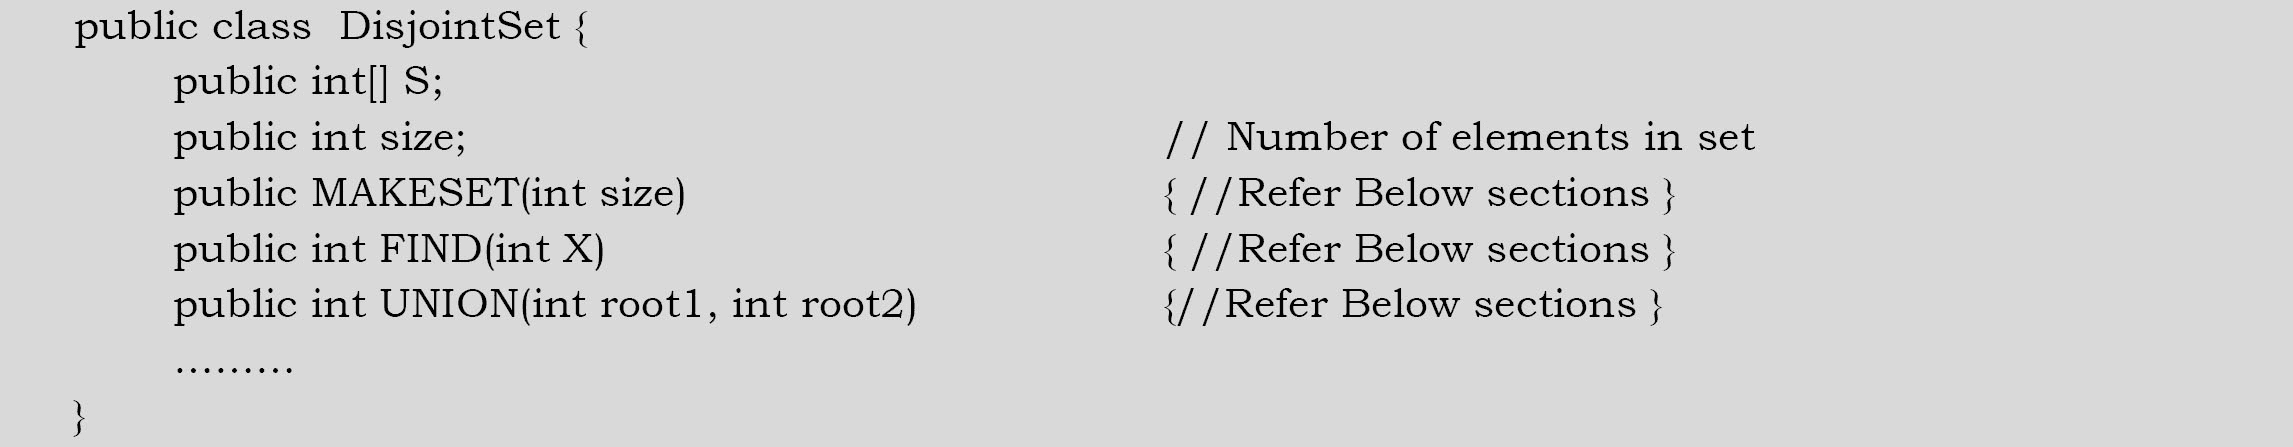 public class DisjointSet {
public int[] S;
public int size; // Number of elements in set
public MAKESET(int size) { //Refer Below sections }
public int FIND(int X) { //Refer Below sections }
public int UNION(int root1, int root2) {//Refer Below sections }
………
}